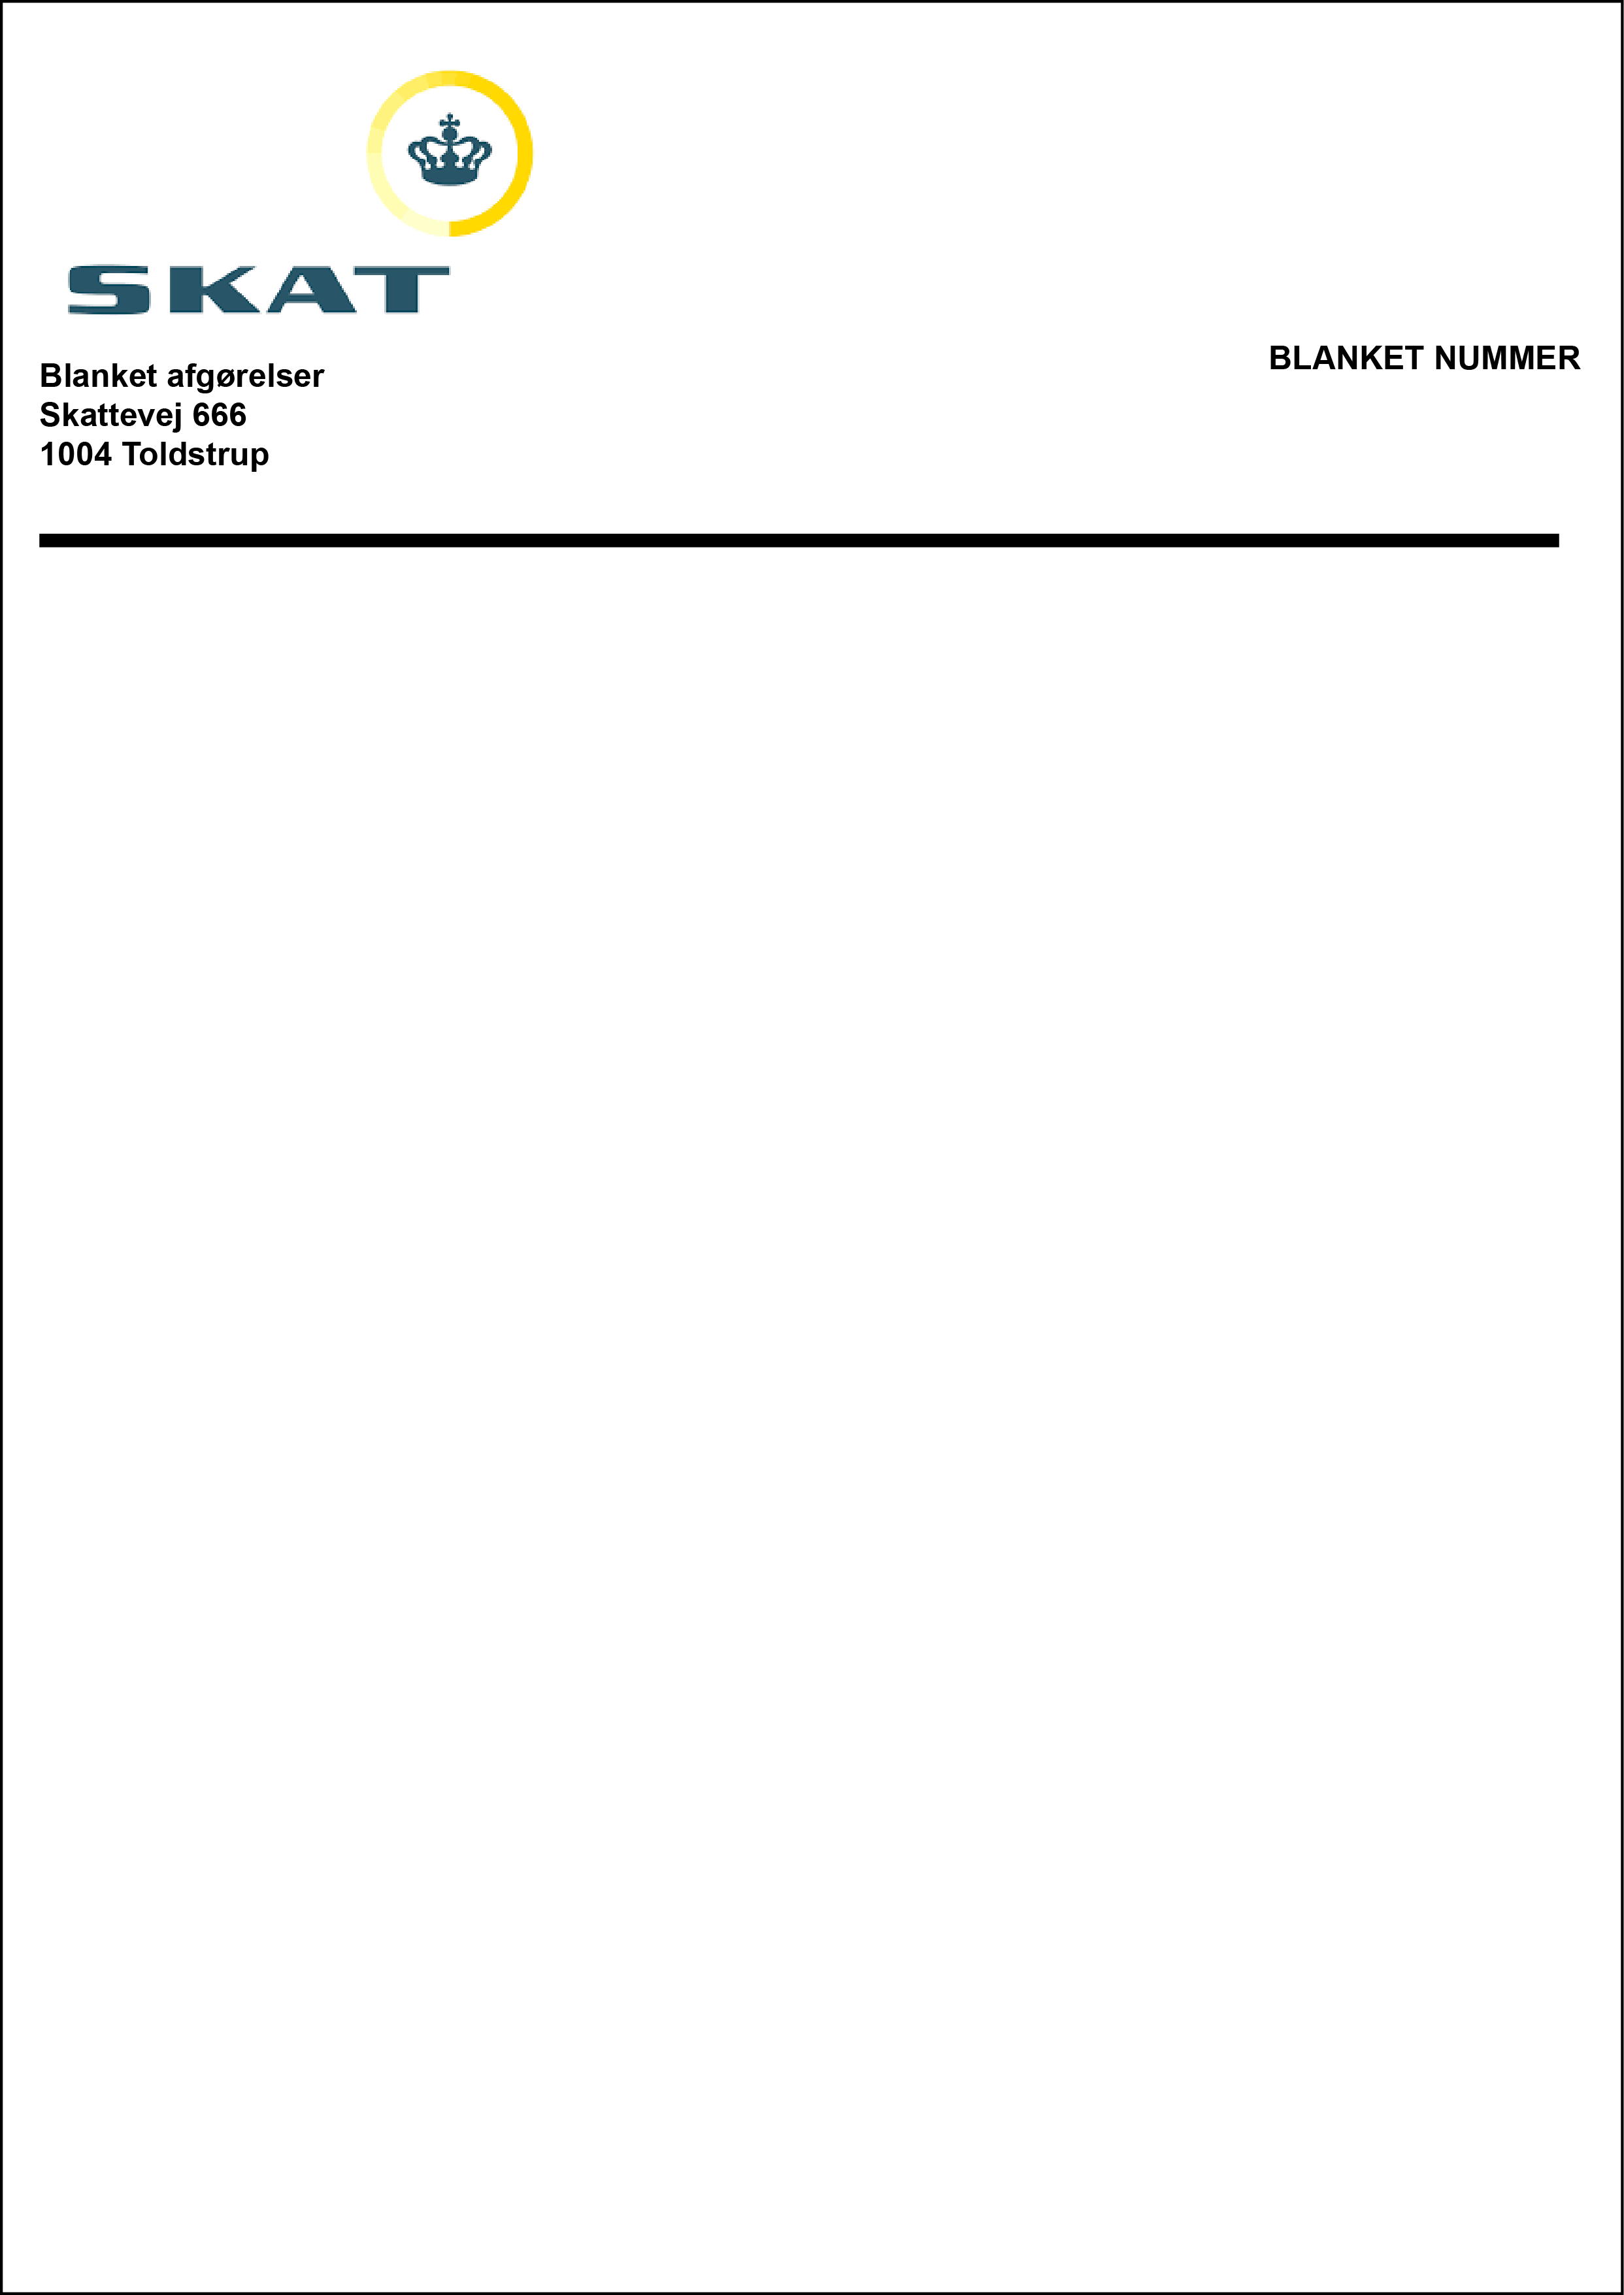 SKAT
BLANKET NUMMER
Blanket afgørelser
Skattevej 666
1004 Toldstrup